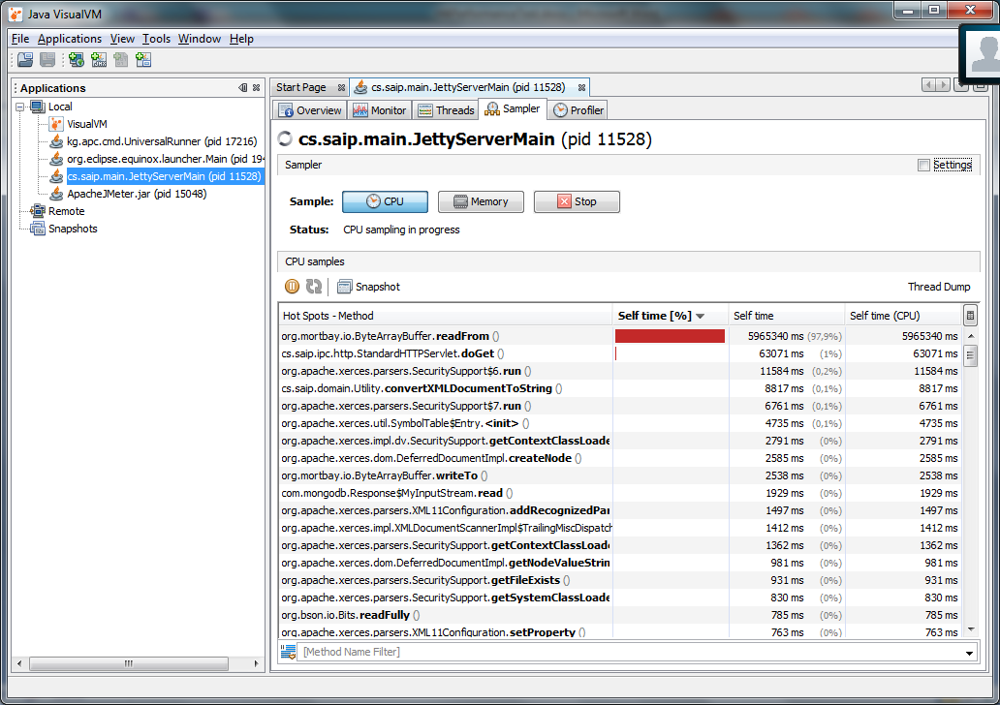 Java VisualVM
File Applications View Tools Window Help
Applications
Local
VisualVM
kg.apc.cmd.UniversalRunner (pid 17216)
org.eclipse.equinox.launcher.Main (pid 194
cs.saip.main.JettyServerMain (pid 11528)
ApacheJMeter.jar (pid 15048)
Remote
Snapshots
Start Page cs.saip.main.JettyServerMain (pid 11528)
Overview Monitor Threads Sampler Profiler
cs.saip.main.JettyServerMain (pid 11528)
Sampler Settings
Sample: CPU Memory Stop
Status: CPU sampling in progress
CPU samples
Snapshot Thread Dump
Hot Spots - Method Self time [%] Self time Self time (CPU)
org.mortbay.io.ByteArrayBuffer.readFrom () 5965340 ms (97,9%) 5965340 ms
cs.saip.ipc.http.StandardHTTPServlet.doGet () 63071 ms (1%) 63071 ms
org.apache.xerces.parsers.SecuritySupport$6.run () 11584 ms (0,2%) 11584 ms
cs.saip.domain.Utility.convertXMLDocumentToString () 8817 ms (0,1%) 8817 ms
org.apache.xerces.parsers.SecuritySupport$7.run () 6761 ms (0,1%) 6761 ms
org.apache.xerces.util.SymbolTable$Entry.<init> () 4735 ms (0,1%) 4735 ms
org.apache.xerces.impl.dv.SecuritySupport.getContextClassLoade 2791 ms (0%) 2791 ms
org.apache.xerces.dom.DeferredDocumentImpl.createNode () 2585 ms (0%) 2585 ms
org.mortbay.io.ByteArrayBuffer.writeTo () 2538 ms (0%) 2538 ms
com.mongodb.Response$MyInputStream.read () 1929 ms (0%) 1929 ms
org.apache.xerces.parsers.XML11Configuration.addRecognizedPar 1497 ms (0%) 1497 ms
org.apache.xerces.impl.XMLDocumentScannerImpl$TrailingMiscDispatch 1412 ms (0%) 1412 ms
org.apache.xerces.parsers.SecuritySupport.getContextClassLoade 1362 ms (0%) 1362 ms
org.apache.xerces.dom.DeferredDocumentImpl.getNodeValueStrin 981 ms (0%) 981 ms
org.apache.xerces.parsers.SecuritySupport.getFileExists () 931 ms (0%) 931 ms
org.apache.xerces.parsers.SecuritySupport.getSystemClassLoade 830 ms (0%) 830 ms
org.bson.io.Bits.readFully () 785 ms (0%) 785 ms
org.apache.xerces.parsers.XML11Configuration.setProperty () 763 ms (0%) 763 ms
[Method Name Filter]